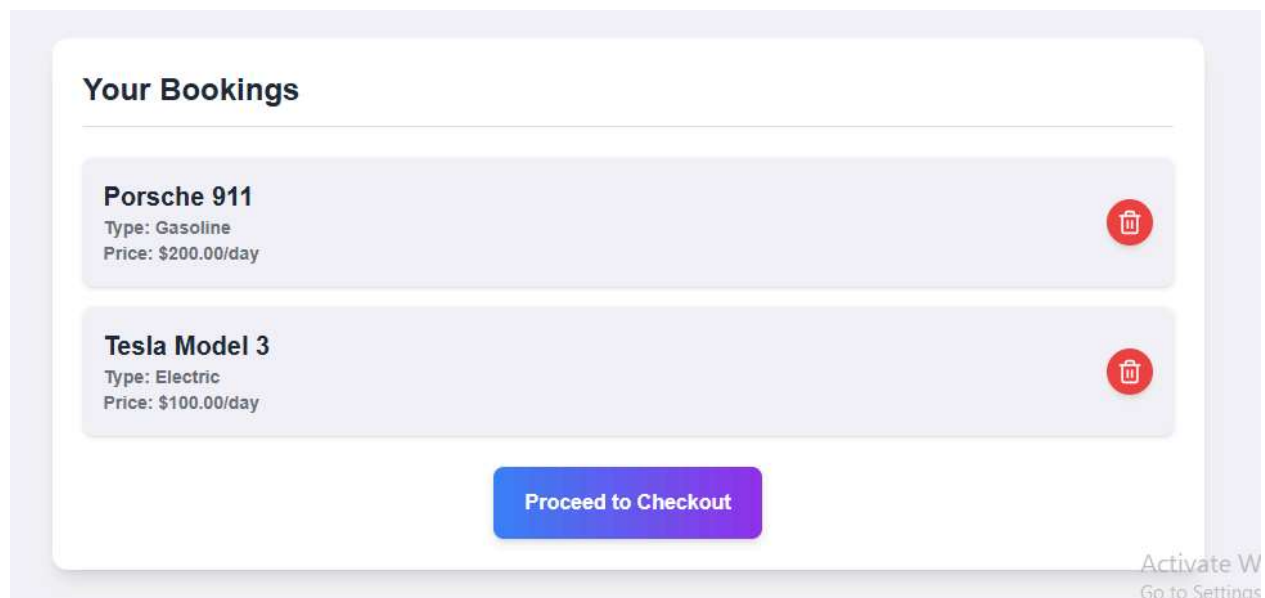 Your Bookings
Porsche 911
Type: Gasoline
Price: $200.00/day
Tesla Model 3
Type: Electric
Price: $100.00/day
Proceed to Checkout
Activate W
Go to Settings